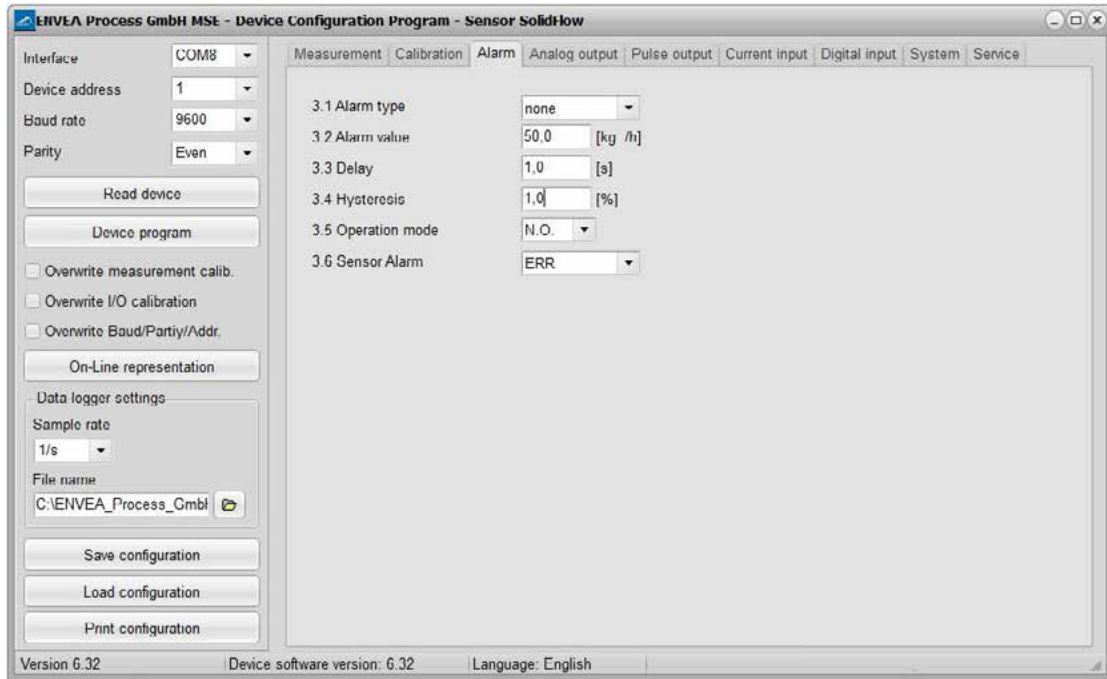 ENVEA Process GmbH MSE - Device Configuration Program - Sensor SolidFlow
Interface COM8
Device address 1
Baud rate 9600
Parity Even
Read device
Device program
Overwrite measurement calib.
Overwrite I/O calibration
Overwrite Baud/Partiy/Addr.
On-Line representation
Data logger settings
Sample rate
1/s
File name
C:\ENVEA_Process_Gmbl
Save configuration
Load configuration
Print configuration
Measurement Calibration Alarm Analog output Pulse output Current input Digital input System Service
3.1 Alarm type none
3.2 Alarm value 50,0 [kg /h]
3.3 Delay 1,0 [s]
3.4 Hysteresis 1,0 [%]
3.5 Operation mode N.O.
3.6 Sensor Alarm ERR
Version 6.32 Device software version: 6.32 Language: English